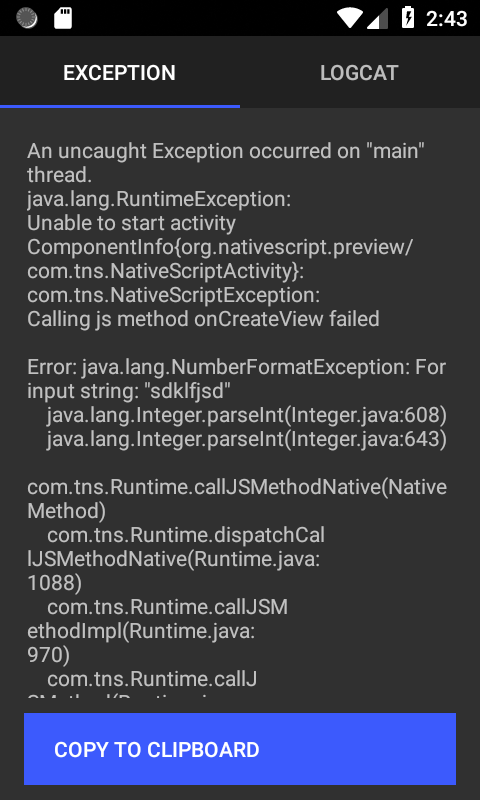 2:43
EXCEPTION
LOGCAT
An uncaught Exception occurred on "main"
thread.
java.lang.RuntimeException:
Unable to start activity
ComponentInfo{org.nativescript.preview/
com.tns.NativeScriptActivity}:
com.tns.NativeScriptException:
Calling js method onCreateView failed
Error: java.lang.NumberFormatException: For
input string: "sdklfjsd"
java.lang.Integer.parseInt(Integer.java:608)
java.lang.Integer.parseInt(Integer.java:643)
com.tns.Runtime.callJSMethodNative(Native
Method)
com.tns.Runtime.dispatchCal
lJSMethodNative(Runtime.java:
1088)
com.tns.Runtime.callJSM
ethodImpl(Runtime.java:
970)
com.tns.Runtime.callJ
COPY TO CLIPBOARD